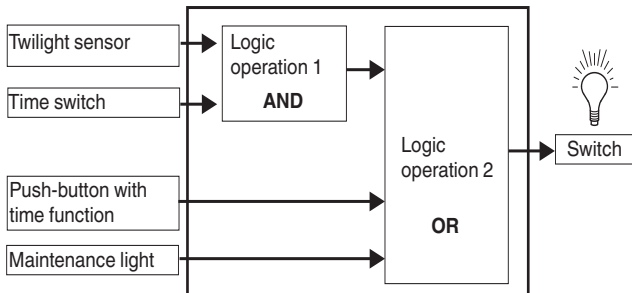 Twilight sensor
Time switch
Push-button with
time function
Maintenance light
Logic
operation 1
AND
Logic
operation 2
OR
Switch